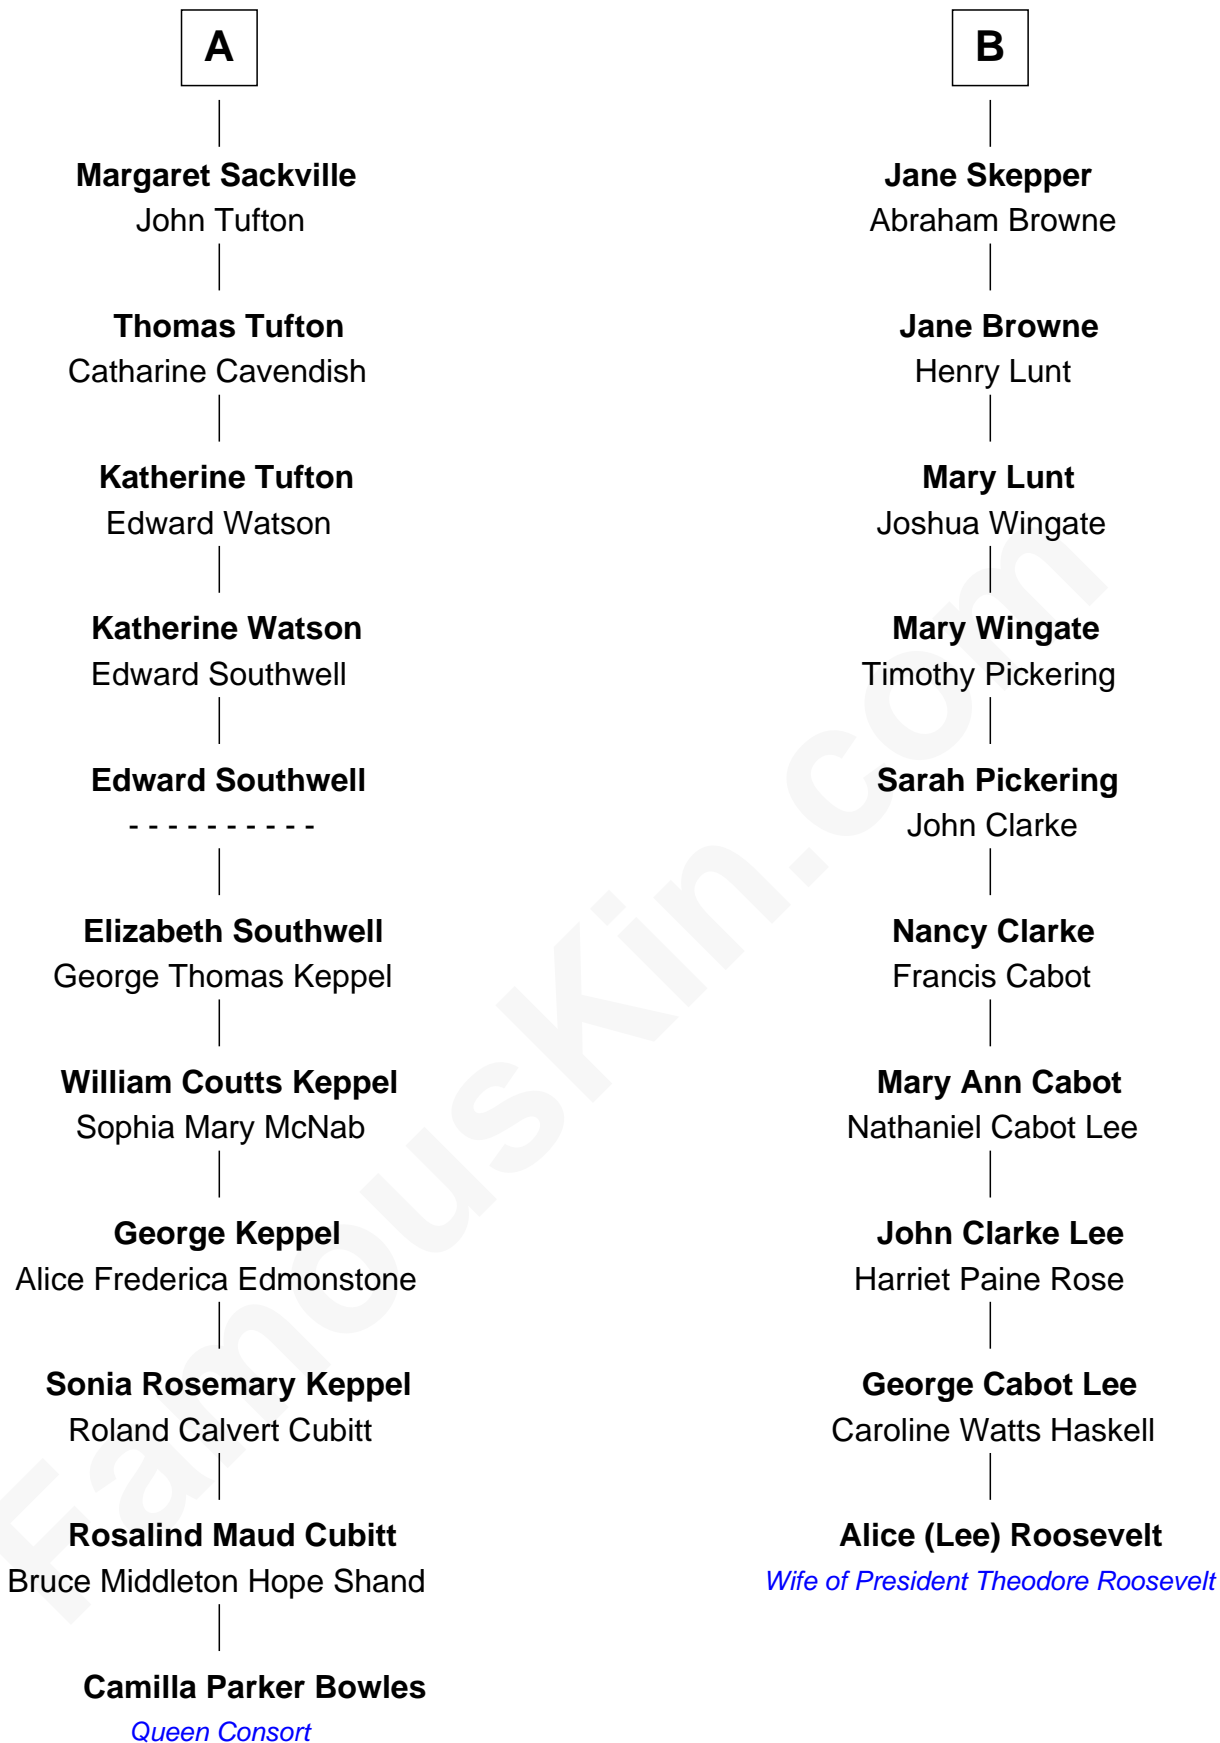 A
Margaret Sackville
John Tufton
Thomas Tufton
Catharine Cavendish
Katherine Tufton
Edward Watson
Katherine Watson
Edward Southwell
Edward Southwell
- - - - - - - - - -
Elizabeth Southwell
George Thomas Keppel
William Coutts Keppel
Sophia Mary McNab
George Keppel
Alice Frederica Edmonstone
Sonia Rosemary Keppel
Roland Calvert Cubitt
Rosalind Maud Cubitt
Bruce Middleton Hope Shand
Camilla Parker Bowles
Queen Consort
B
Jane Skepper
Abraham Browne
Jane Browne
Henry Lunt
Mary Lunt
Joshua Wingate
Mary Wingate
Timothy Pickering
Sarah Pickering
John Clarke
Nancy Clarke
Francis Cabot
Mary Ann Cabot
Nathaniel Cabot Lee
John Clarke Lee
Harriet Paine Rose
George Cabot Lee
Caroline Watts Haskell
Alice (Lee) Roosevelt
Wife of President Theodore Roosevelt
FamousKin.com